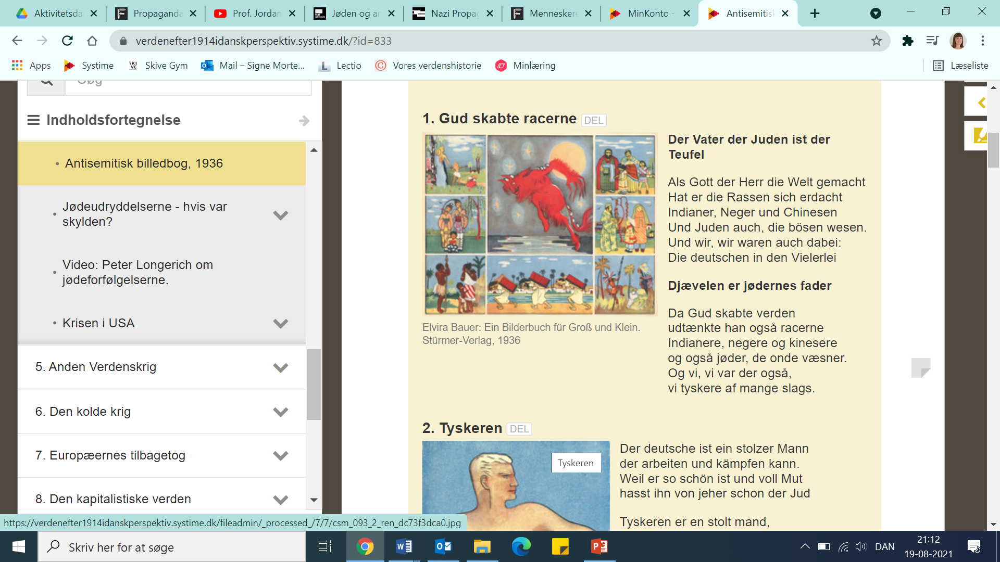 Aktivitetsda
Propaganda
Prof. Jordan
Jøden og ar
Nazi Propag
Menneskere
MinKonto -
Antisemitisk
verdenefter1914idanskperspektiv.systime.dk/?id=833
Apps
Systime
Skive Gym
Mail – Signe Morte...
Lectio
Vores verdenshistorie
Minlæring
Læseliste
Søg
Indholdsfortegnelse
Antisemitisk billedbog, 1936
Jødeudryddelserne - hvis var
skylden?
Video: Peter Longerich om
jødeforfølgelserne.
Krisen i USA
5. Anden Verdenskrig
6. Den kolde krig
7. Europæernes tilbagetog
8. Den kapitalistiske verden
1. Gud skabte racerne DEL
Elvira Bauer: Ein Bilderbuch für Groß und Klein.
Stürmer-Verlag, 1936
Der Vater der Juden ist der
Teufel
Als Gott der Herr die Welt gemacht
Hat er die Rassen sich erdacht
Indianer, Neger und Chinesen
Und Juden auch, die bösen wesen.
Und wir, wir waren auch dabei:
Die deutschen in den Vielerlei
Djævelen er jødernes fader
Da Gud skabte verden
udtænkte han også racerne
Indianere, negere og kinesere
og også jøder, de onde væsner.
Og vi, vi var der også,
vi tyskere af mange slags.
2. Tyskeren DEL
Tyskeren
Der deutsche ist ein stolzer Mann
der arbeiten und kämpfen kann.
Weil er so schön ist und voll Mut
hasst ihn von jeher schon der Jud
Tyskeren er en stolt mand,
https://verdenefter1914idanskperspektiv.systime.dk/fileadmin/_processed_/7/7/csm_093_2_ren_dc73f3dca0.jpg
Skriv her for at søge
DAN
21:12
19-08-2021